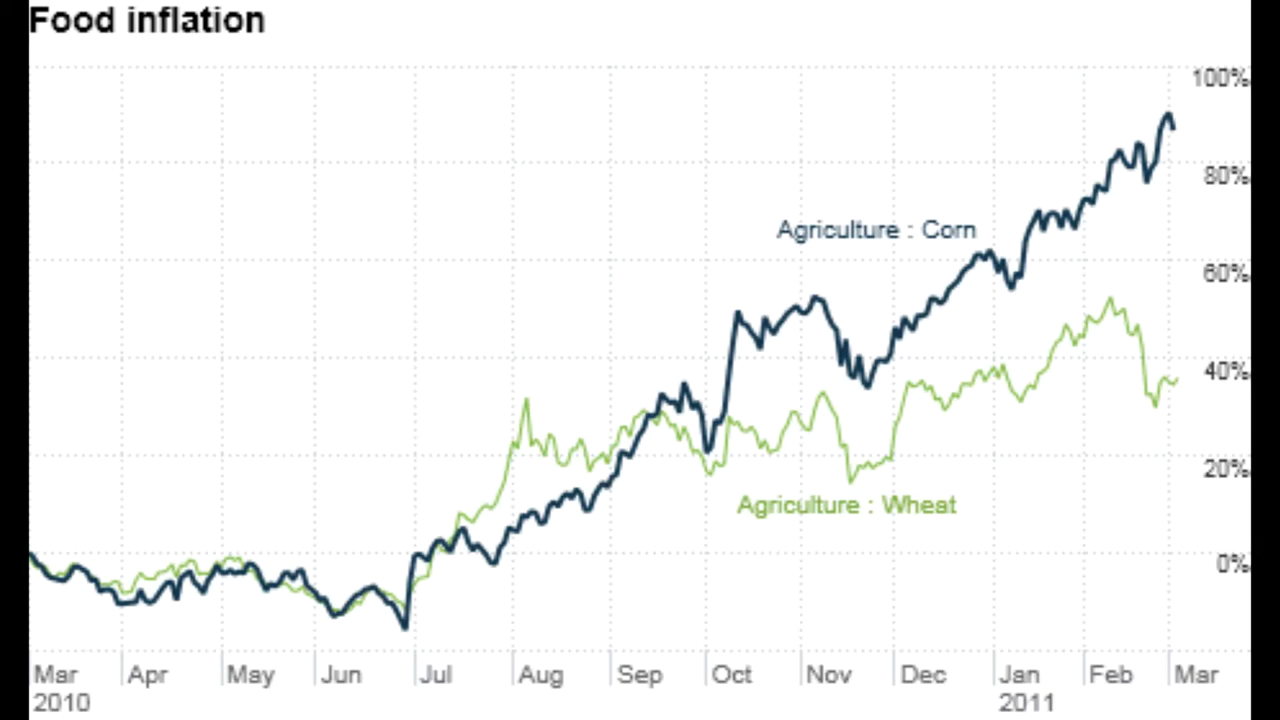 Food inflation
100%
80%
Agriculture : Corn
60%
40%
20%
Agriculture : Wheat
0%
Mar Apr May Jun Jul Aug Sep Oct Nov Dec Jan Feb Mar
2010 2011